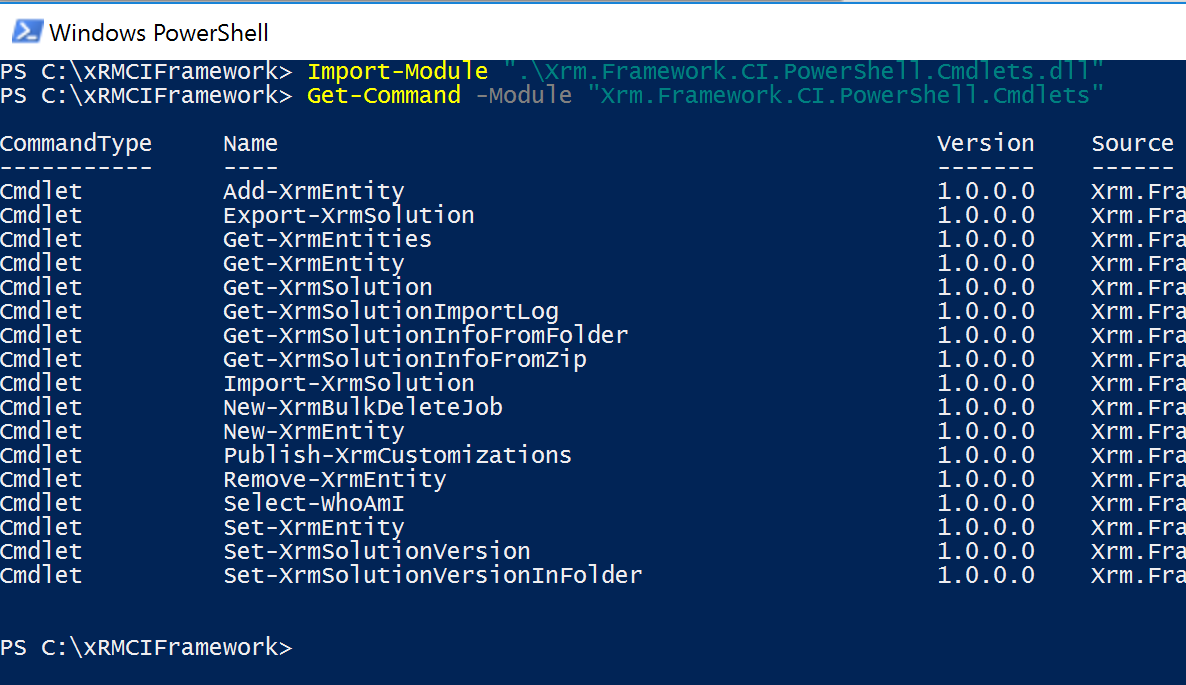 Windows PowerShell
PS C:\xRMCIFramework> Import-Module ".\Xrm.Framework.CI.PowerShell.Cmdlets.dll"
PS C:\xRMCIFramework> Get-Command -Module "Xrm.Framework.CI.PowerShell.Cmdlets"
CommandType Name Version Source
----------- ---- ------- ------
Cmdlet Add-XrmEntity 1.0.0.0 Xrm.Fra
Cmdlet Export-XrmSolution 1.0.0.0 Xrm.Fra
Cmdlet Get-XrmEntities 1.0.0.0 Xrm.Fra
Cmdlet Get-XrmEntity 1.0.0.0 Xrm.Fra
Cmdlet Get-XrmSolution 1.0.0.0 Xrm.Fra
Cmdlet Get-XrmSolutionImportLog 1.0.0.0 Xrm.Fra
Cmdlet Get-XrmSolutionInfoFromFolder 1.0.0.0 Xrm.Fra
Cmdlet Get-XrmSolutionInfoFromZip 1.0.0.0 Xrm.Fra
Cmdlet Import-XrmSolution 1.0.0.0 Xrm.Fra
Cmdlet New-XrmBulkDeleteJob 1.0.0.0 Xrm.Fra
Cmdlet New-XrmEntity 1.0.0.0 Xrm.Fra
Cmdlet Publish-XrmCustomizations 1.0.0.0 Xrm.Fra
Cmdlet Remove-XrmEntity 1.0.0.0 Xrm.Fra
Cmdlet Select-WhoAmI 1.0.0.0 Xrm.Fra
Cmdlet Set-XrmEntity 1.0.0.0 Xrm.Fra
Cmdlet Set-XrmSolutionVersion 1.0.0.0 Xrm.Fra
Cmdlet Set-XrmSolutionVersionInFolder 1.0.0.0 Xrm.Fra
PS C:\xRMCIFramework>